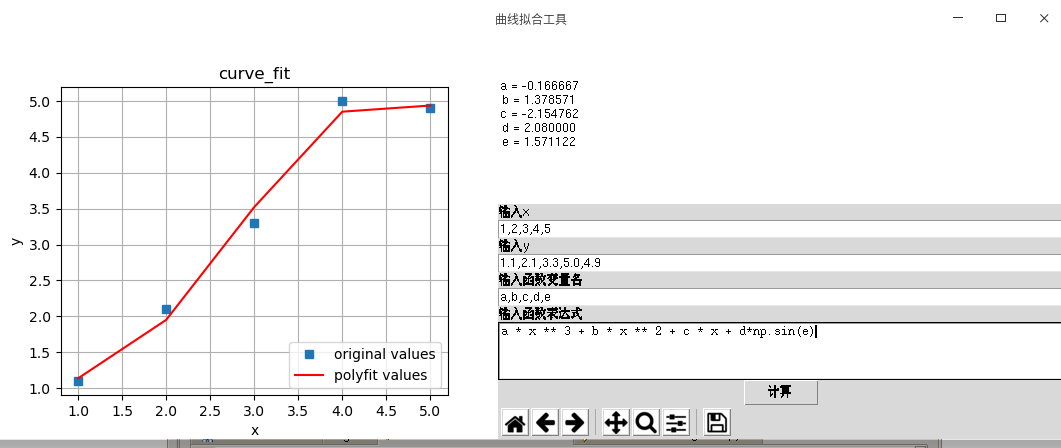 曲线拟合工具
curve_fit
5.0
4.5
4.0
3.5
3.0
2.5
2.0
1.5
1.0
y
1.0 1.5 2.0 2.5 3.0 3.5 4.0 4.5 5.0
x
original values
polyfit values
a = -0.166667
b = 1.378571
c = -2.154762
d = 2.080000
e = 1.571122
输入x
1,2,3,4,5
输入y
1.1,2.1,3.3,5.0,4.9
输入函数变量名
a,b,c,d,e
输入函数表达式
a * x ** 3 + b * x ** 2 + c * x + d*np.sin(e)
计算